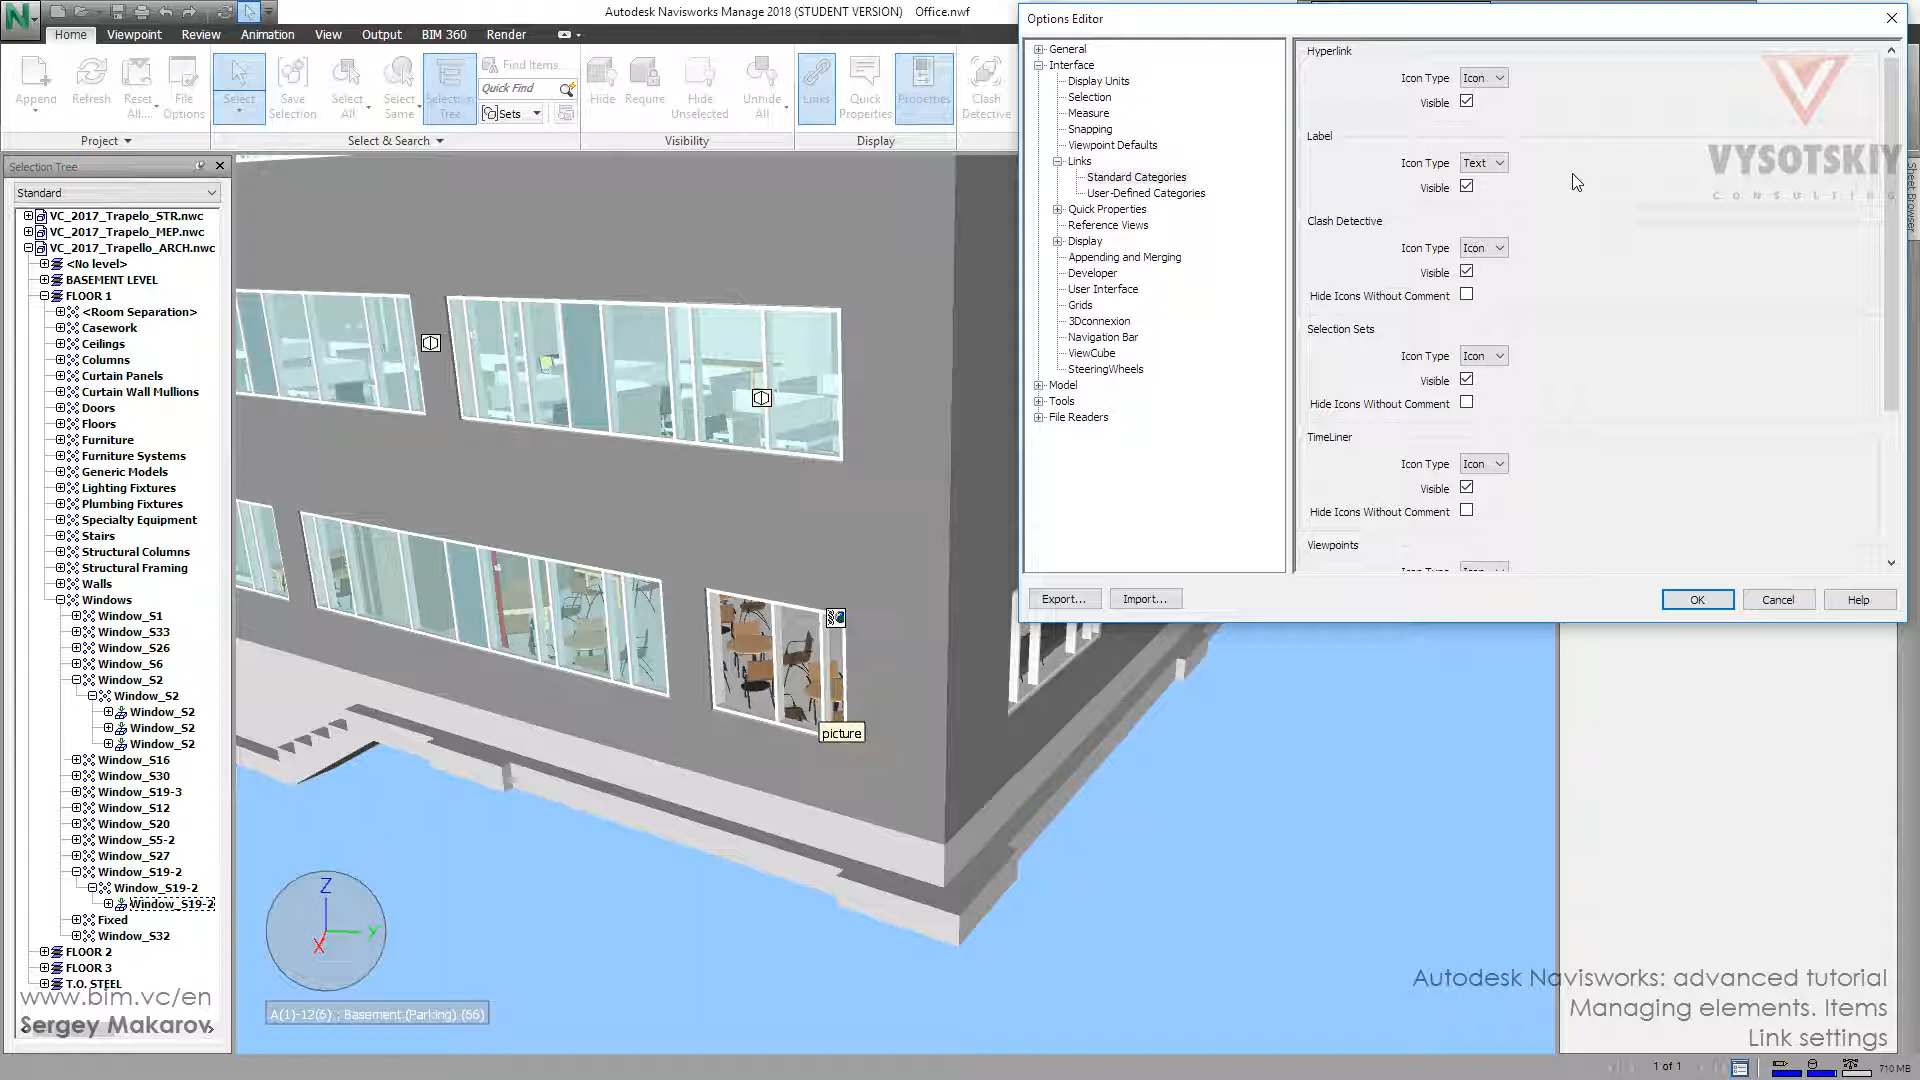 Autodesk Navisworks Manage 2018 (STUDENT VERSION) Office.nwf
Home Viewpoint Review Animation View Output BIM 360 Render
Append Refresh Reset All... File Options Select Save Selection Select All Select Same Selection Tree
Find Items
Quick Find
Sets
Hide Require Hide Unselected Unhide All Links Quick Properties Properties Clash Detective
Project Select & Search Visibility Display
Selection Tree
Standard
VC_2017_Trapelo_STR.nwc
VC_2017_Trapelo_MEP.nwc
VC_2017_Trapello_ARCH.nwc
<No level>
BASEMENT LEVEL
FLOOR 1
<Room Separation>
Casework
Ceilings
Columns
Curtain Panels
Curtain Wall Mullions
Doors
Floors
Furniture
Furniture Systems
Generic Models
Lighting Fixtures
Plumbing Fixtures
Specialty Equipment
Stairs
Structural Columns
Structural Framing
Walls
Windows
Window_S1
Window_S33
Window_S26
Window_S6
Window_S2
Window_S2
Window_S2
Window_S2
Window_S2
Window_S16
Window_S30
Window_S19-3
Window_S12
Window_S20
Window_S5-2
Window_S27
Window_S19-2
Window_S19-2
Window_S19-2
Fixed
Window_S32
FLOOR 2
FLOOR 3
T.O. STEEL
www.bim.vc/en
Sergey Makarov
picture
Z
Y
X
A(1)-12(6) : Basement (Parking) (56)
Options Editor
General
Interface
Display Units
Selection
Measure
Snapping
Viewpoint Defaults
Links
Standard Categories
User-Defined Categories
Quick Properties
Reference Views
Display
Appending and Merging
Developer
User Interface
Grids
3Dconnexion
Navigation Bar
ViewCube
SteeringWheels
Model
Tools
File Readers
Hyperlink
Icon Type Icon
Visible
Label
Icon Type Text
Visible
Clash Detective
Icon Type Icon
Visible
Hide Icons Without Comment
Selection Sets
Icon Type Icon
Visible
Hide Icons Without Comment
TimeLiner
Icon Type Icon
Visible
Hide Icons Without Comment
Viewpoints
Icon Type Icon
Export... Import... OK Cancel Help
VYSOTSKIY
CONSULTING
Sheet Browser
Autodesk Navisworks: advanced tutorial
Managing elements. Items
Link settings
1 of 1
710 MB